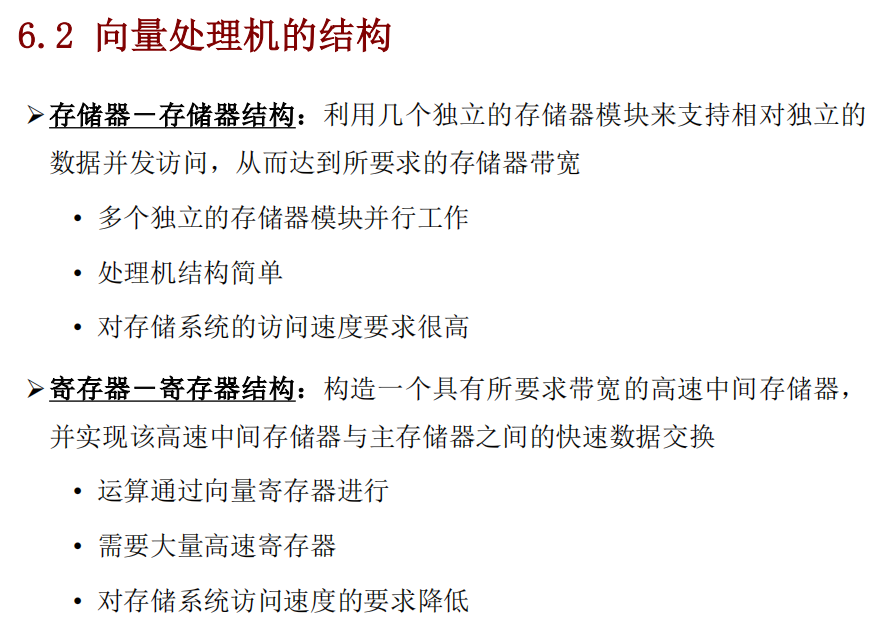 6.2 向量处理机的结构
➢存储器－存储器结构：利用几个独立的存储器模块来支持相对独立的
数据并发访问，从而达到所要求的存储器带宽
• 多个独立的存储器模块并行工作
• 处理机结构简单
• 对存储系统的访问速度要求很高
➢寄存器－寄存器结构：构造一个具有所要求带宽的高速中间存储器，
并实现该高速中间存储器与主存储器之间的快速数据交换
• 运算通过向量寄存器进行
• 需要大量高速寄存器
• 对存储系统访问速度的要求降低